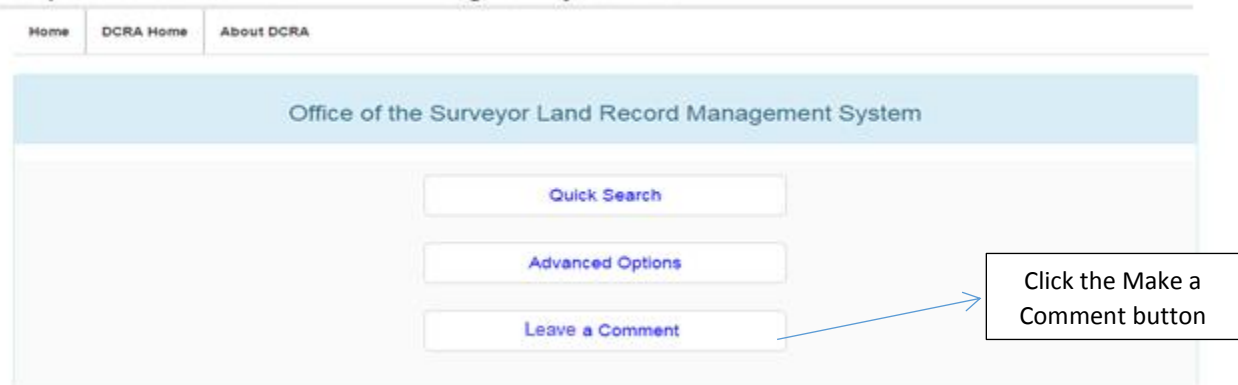 Home DCRA Home About DCRA
Office of the Surveyor Land Record Management System
Quick Search
Advanced Options
Leave a Comment
Click the Make a
Comment button